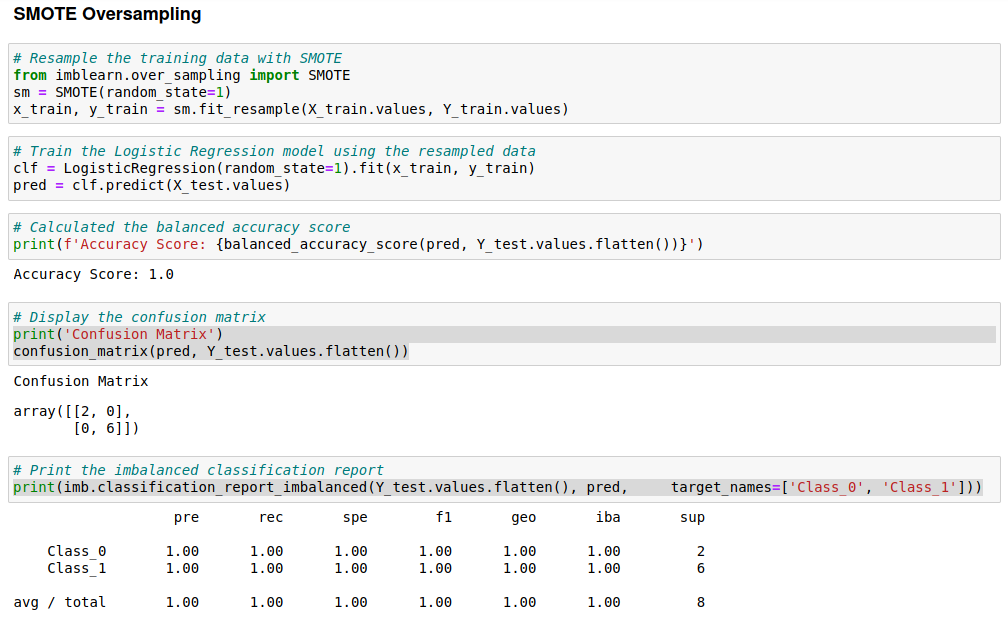 SMOTE Oversampling
# Resample the training data with SMOTE
from imblearn.over_sampling import SMOTE
sm = SMOTE(random_state=1)
x_train, y_train = sm.fit_resample(X_train.values, Y_train.values)
# Train the Logistic Regression model using the resampled data
clf = LogisticRegression(random_state=1).fit(x_train, y_train)
pred = clf.predict(X_test.values)
# Calculated the balanced accuracy score
print(f'Accuracy Score: {balanced_accuracy_score(pred, Y_test.values.flatten())}')
Accuracy Score: 1.0
# Display the confusion matrix
print('Confusion Matrix')
confusion_matrix(pred, Y_test.values.flatten())
Confusion Matrix
array([[2, 0],
       [0, 6]])
# Print the imbalanced classification report
print(imb.classification_report_imbalanced(Y_test.values.flatten(), pred,     target_names=['Class_0', 'Class_1']))
                   pre       rec       spe        f1       geo       iba       sup
    Class_0       1.00      1.00      1.00      1.00      1.00      1.00         2
    Class_1       1.00      1.00      1.00      1.00      1.00      1.00         6
avg / total       1.00      1.00      1.00      1.00      1.00      1.00         8